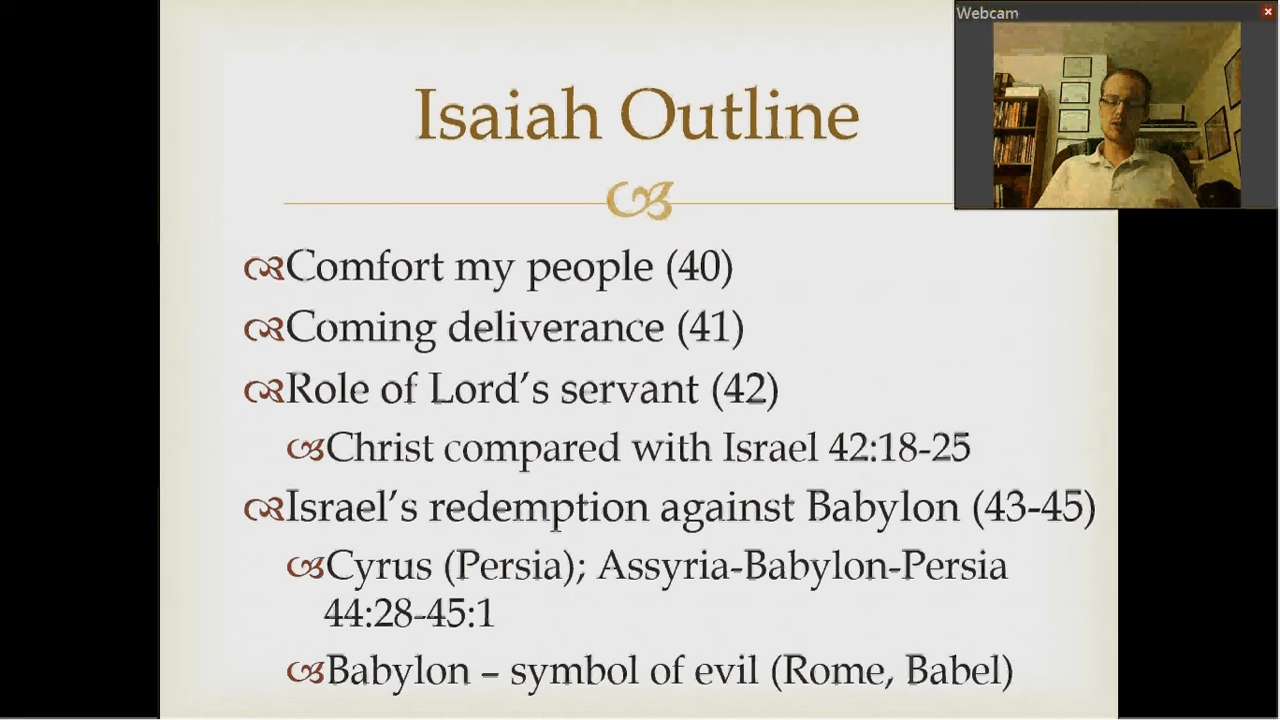 Webcam
Isaiah Outline
Comfort my people (40)
Coming deliverance (41)
Role of Lord’s servant (42)
Christ compared with Israel 42:18-25
Israel’s redemption against Babylon (43-45)
Cyrus (Persia); Assyria-Babylon-Persia
44:28-45:1
Babylon – symbol of evil (Rome, Babel)